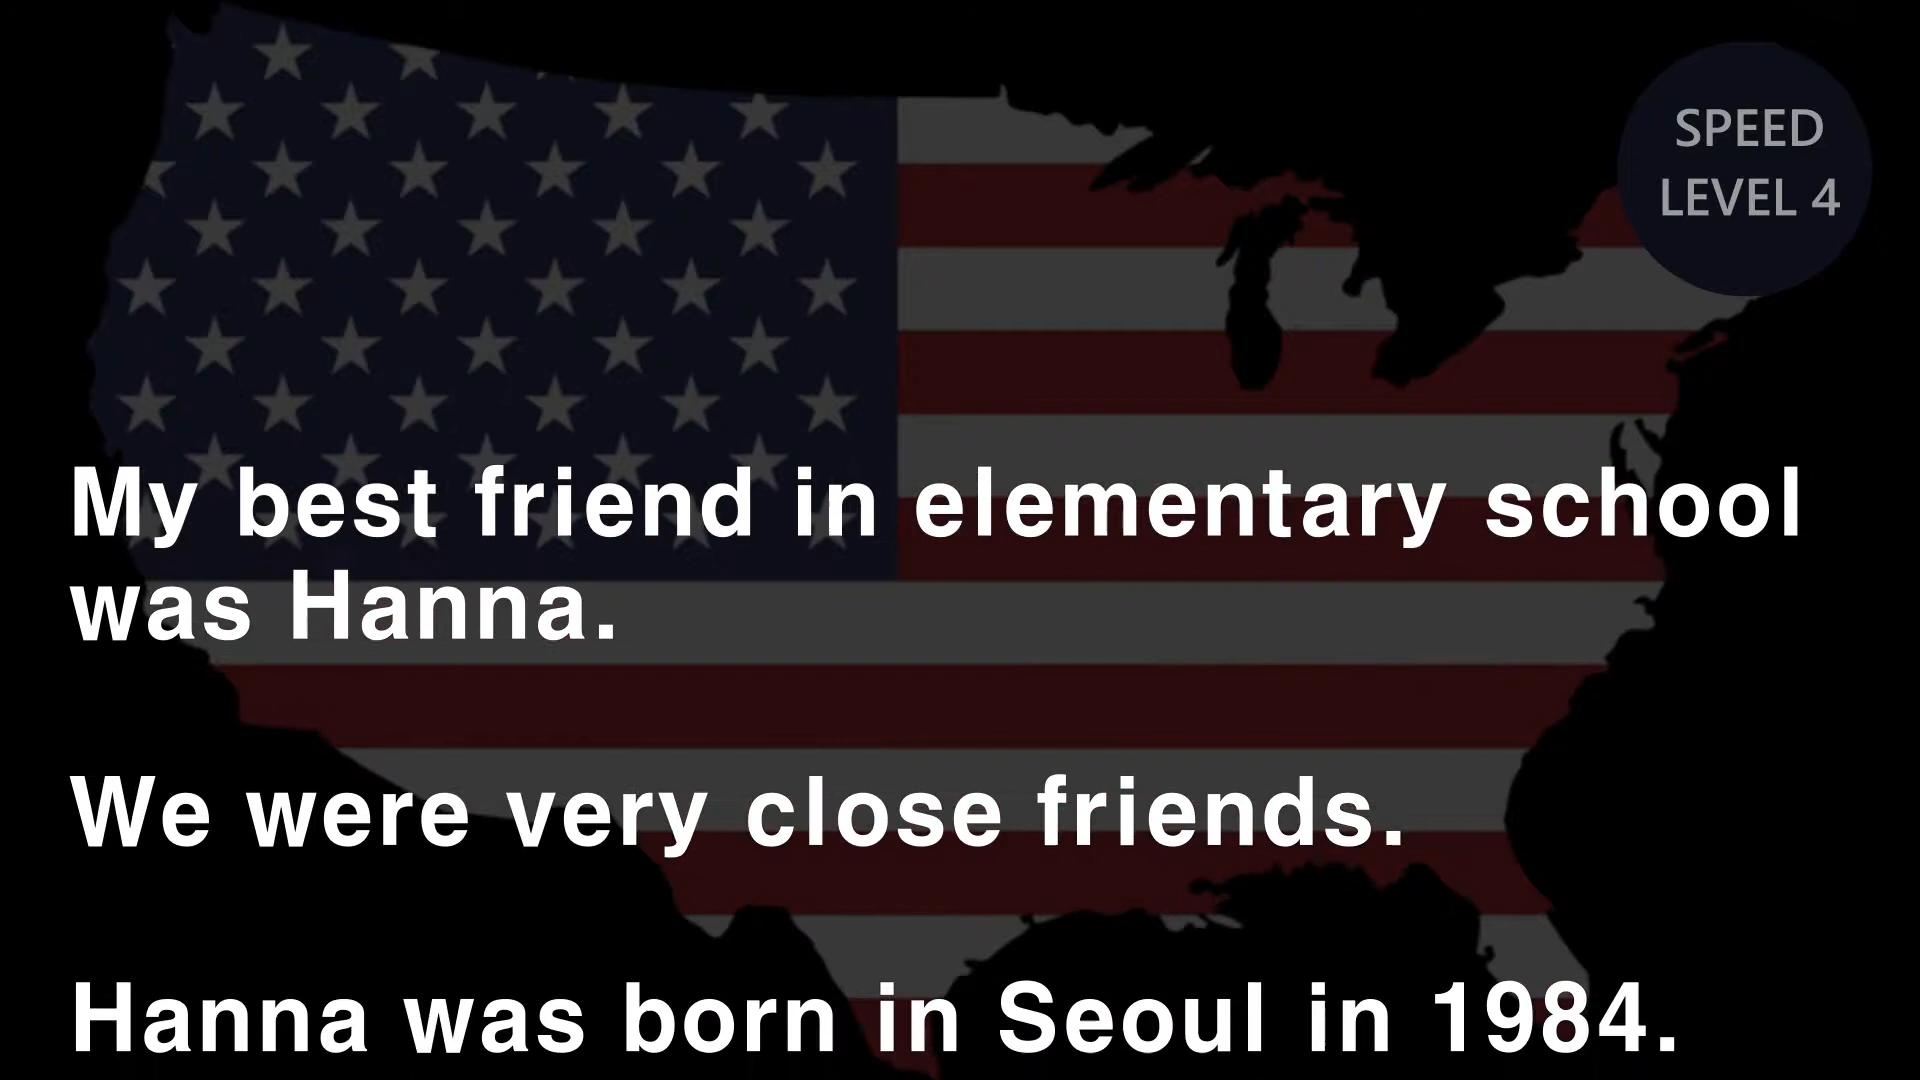 SPEED
LEVEL 4
My best friend in elementary school
was Hanna.
We were very close friends.
Hanna was born in Seoul in 1984.